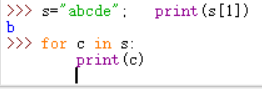 >>> s="abcde";   print(s[1])
b
>>> for c in s:
        print(c)